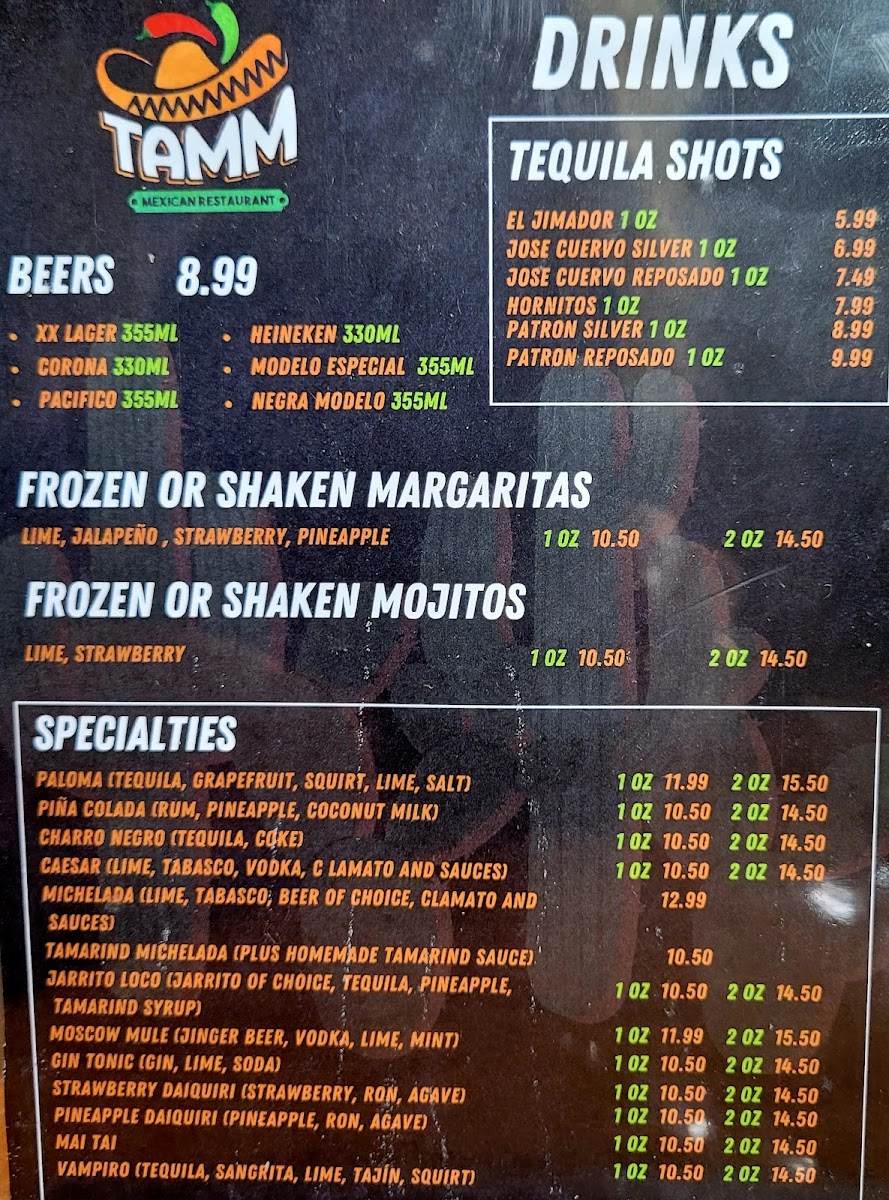 TAMM
MEXICAN RESTAURANT
DRINKS
TEQUILA SHOTS
EL JIMADOR 1 OZ 5.99
JOSE CUERVO SILVER 1 OZ 6.99
JOSE CUERVO REPOSADO 1 OZ 7.49
HORNITOS 1 OZ 7.99
PATRON SILVER 1 OZ 8.99
PATRON REPOSADO 1 OZ 9.99
BEERS 8.99
• XX LAGER 355ML • HEINEKEN 330ML
• CORONA 330ML • MODELO ESPECIAL 355ML
• PACIFICO 355ML • NEGRA MODELO 355ML
FROZEN OR SHAKEN MARGARITAS
LIME, JALAPEÑO , STRAWBERRY, PINEAPPLE 1 OZ 10.50 2 OZ 14.50
FROZEN OR SHAKEN MOJITOS
LIME, STRAWBERRY 1 OZ 10.50 2 OZ 14.50
SPECIALTIES
PALOMA (TEQUILA, GRAPEFRUIT, SQUIRT, LIME, SALT) 1 OZ 11.99 2 OZ 15.50
PIÑA COLADA (RUM, PINEAPPLE, COCONUT MILK) 1 OZ 10.50 2 OZ 14.50
CHARRO NEGRO (TEQUILA, COKE) 1 OZ 10.50 2 OZ 14.50
CAESAR (LIME, TABASCO, VODKA, C LAMATO AND SAUCES) 1 OZ 10.50 2 OZ 14.50
MICHELADA (LIME, TABASCO, BEER OF CHOICE, CLAMATO AND 12.99
SAUCES)
TAMARIND MICHELADA (PLUS HOMEMADE TAMARIND SAUCE) 10.50
JARRITO LOCO (JARRITO OF CHOICE, TEQUILA, PINEAPPLE, 1 OZ 10.50 2 OZ 14.50
TAMARIND SYRUP)
MOSCOW MULE (JINGER BEER, VODKA, LIME, MINT) 1 OZ 11.99 2 OZ 15.50
GIN TONIC (GIN, LIME, SODA) 1 OZ 10.50 2 OZ 14.50
STRAWBERRY DAIQUIRI (STRAWBERRY, RON, AGAVE) 1 OZ 10.50 2 OZ 14.50
PINEAPPLE DAIQUIRI (PINEAPPLE, RON, AGAVE) 1 OZ 10.50 2 OZ 14.50
MAI TAI 1 OZ 10.50 2 OZ 14.50
VAMPIRO (TEQUILA, SANGRITA, LIME, TAJÍN, SQUIRT) 1 OZ 10.50 2 OZ 14.50